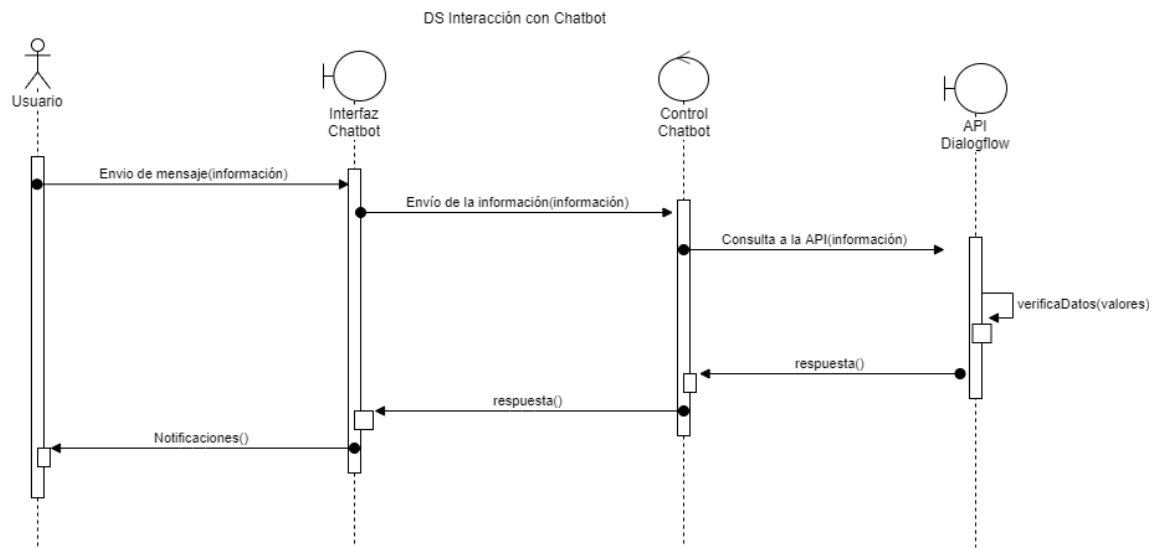 DS Interacción con Chatbot
Usuario
Interfaz
Chatbot
Control
Chatbot
API
Dialogflow
Envio de mensaje(información)
Envío de la información(información)
Consulta a la API(información)
verificaDatos(valores)
respuesta()
respuesta()
Notificaciones()